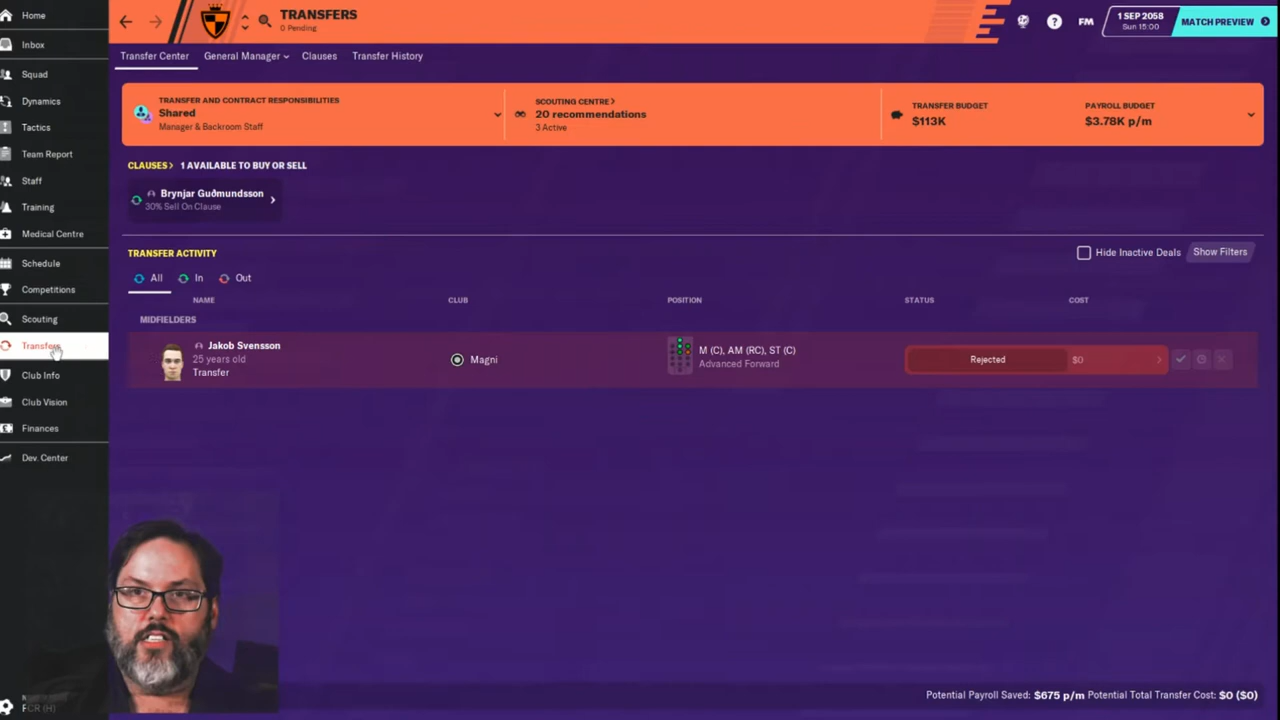 Home
Inbox
Squad
Dynamics
Tactics
Team Report
Staff
Training
Medical Centre
Schedule
Competitions
Scouting
Transfers
Club Info
Club Vision
Finances
Dev. Center
TRANSFERS
0 Pending
FM
1 SEP 2058
Sun 15:00
MATCH PREVIEW
Transfer Center
General Manager
Clauses
Transfer History
TRANSFER AND CONTRACT RESPONSIBILITIES
Shared
Manager & Backroom Staff
SCOUTING CENTRE >
20 recommendations
3 Active
TRANSFER BUDGET
$113K
PAYROLL BUDGET
$3.78K p/m
CLAUSES > 1 AVAILABLE TO BUY OR SELL
Brynjar Guðmundsson
30% Sell On Clause
TRANSFER ACTIVITY
Hide Inactive Deals
Show Filters
All
In
Out
NAME CLUB POSITION STATUS COST
MIDFIELDERS
Jakob Svensson
25 years old
Transfer
Magni
M (C), AM (RC), ST (C)
Advanced Forward
Rejected
$0
Potential Payroll Saved: $675 p/m Potential Total Transfer Cost: $0 ($0)